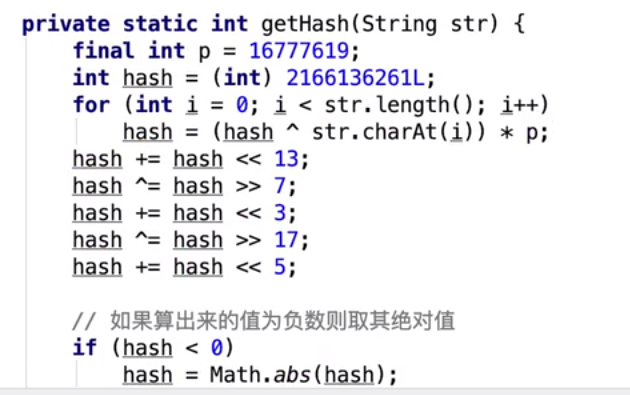 private static int getHash(String str) {
final int p = 16777619;
int hash = (int) 2166136261L;
for (int i = 0; i < str.length(); i++)
hash = (hash ^ str.charAt(i)) * p;
hash += hash << 13;
hash ^= hash >> 7;
hash += hash << 3;
hash ^= hash >> 17;
hash += hash << 5;
// 如果算出来的值为负数则取其绝对值
if (hash < 0)
hash = Math.abs(hash);